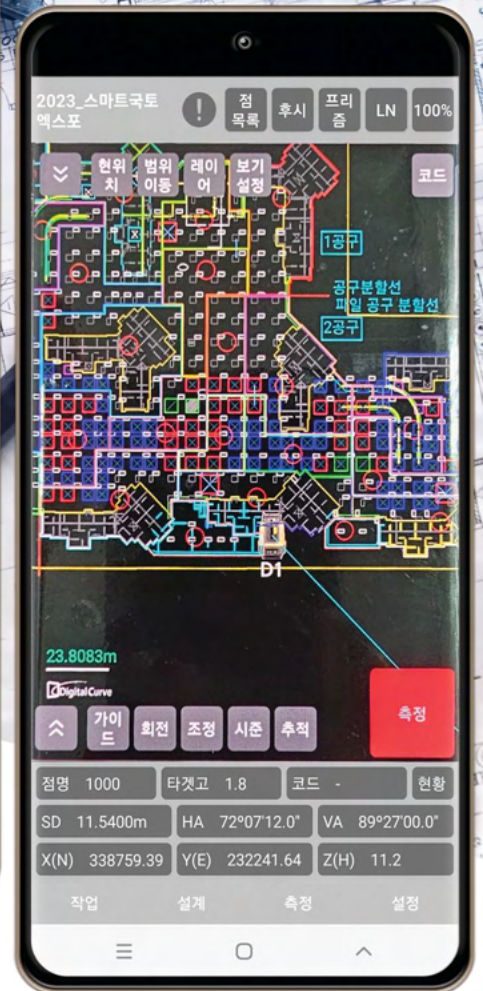 2023_스마트국토
엑스포
!
점
목록
후시
프리
즘
LN
100%
현위
치
범위
이동
레이
어
보기
설정
코드
1공구
공구분할선
파일 공구 분할선
2공구
D1
23.8083m
DigitalCurve
측정
가이
드
회전
조정
시준
추적
점명 1000 타겟고 1.8 코드 - 현황
SD 11.5400m HA 72º07'12.0" VA 89º27'00.0"
X(N) 338759.39 Y(E) 232241.64 Z(H) 11.2
작업 설계 측정 설정